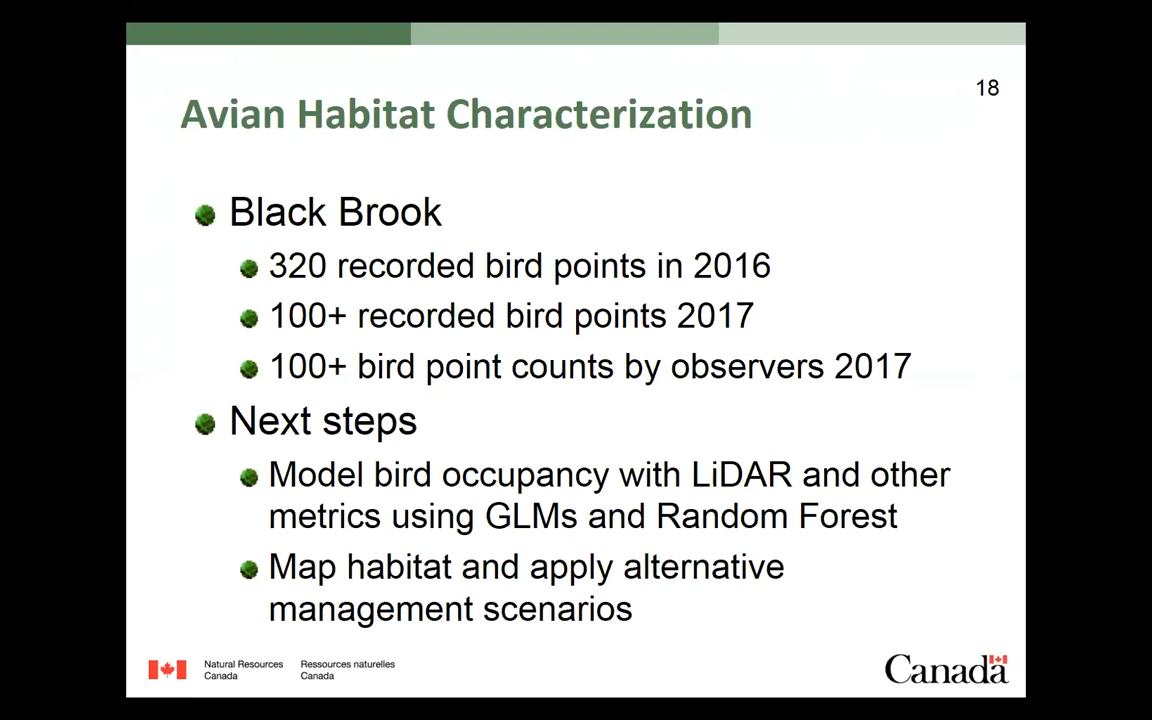 18
Avian Habitat Characterization
Black Brook
320 recorded bird points in 2016
100+ recorded bird points 2017
100+ bird point counts by observers 2017
Next steps
Model bird occupancy with LiDAR and other
metrics using GLMs and Random Forest
Map habitat and apply alternative
management scenarios
Natural Resources
Canada
Ressources naturelles
Canada
Canada